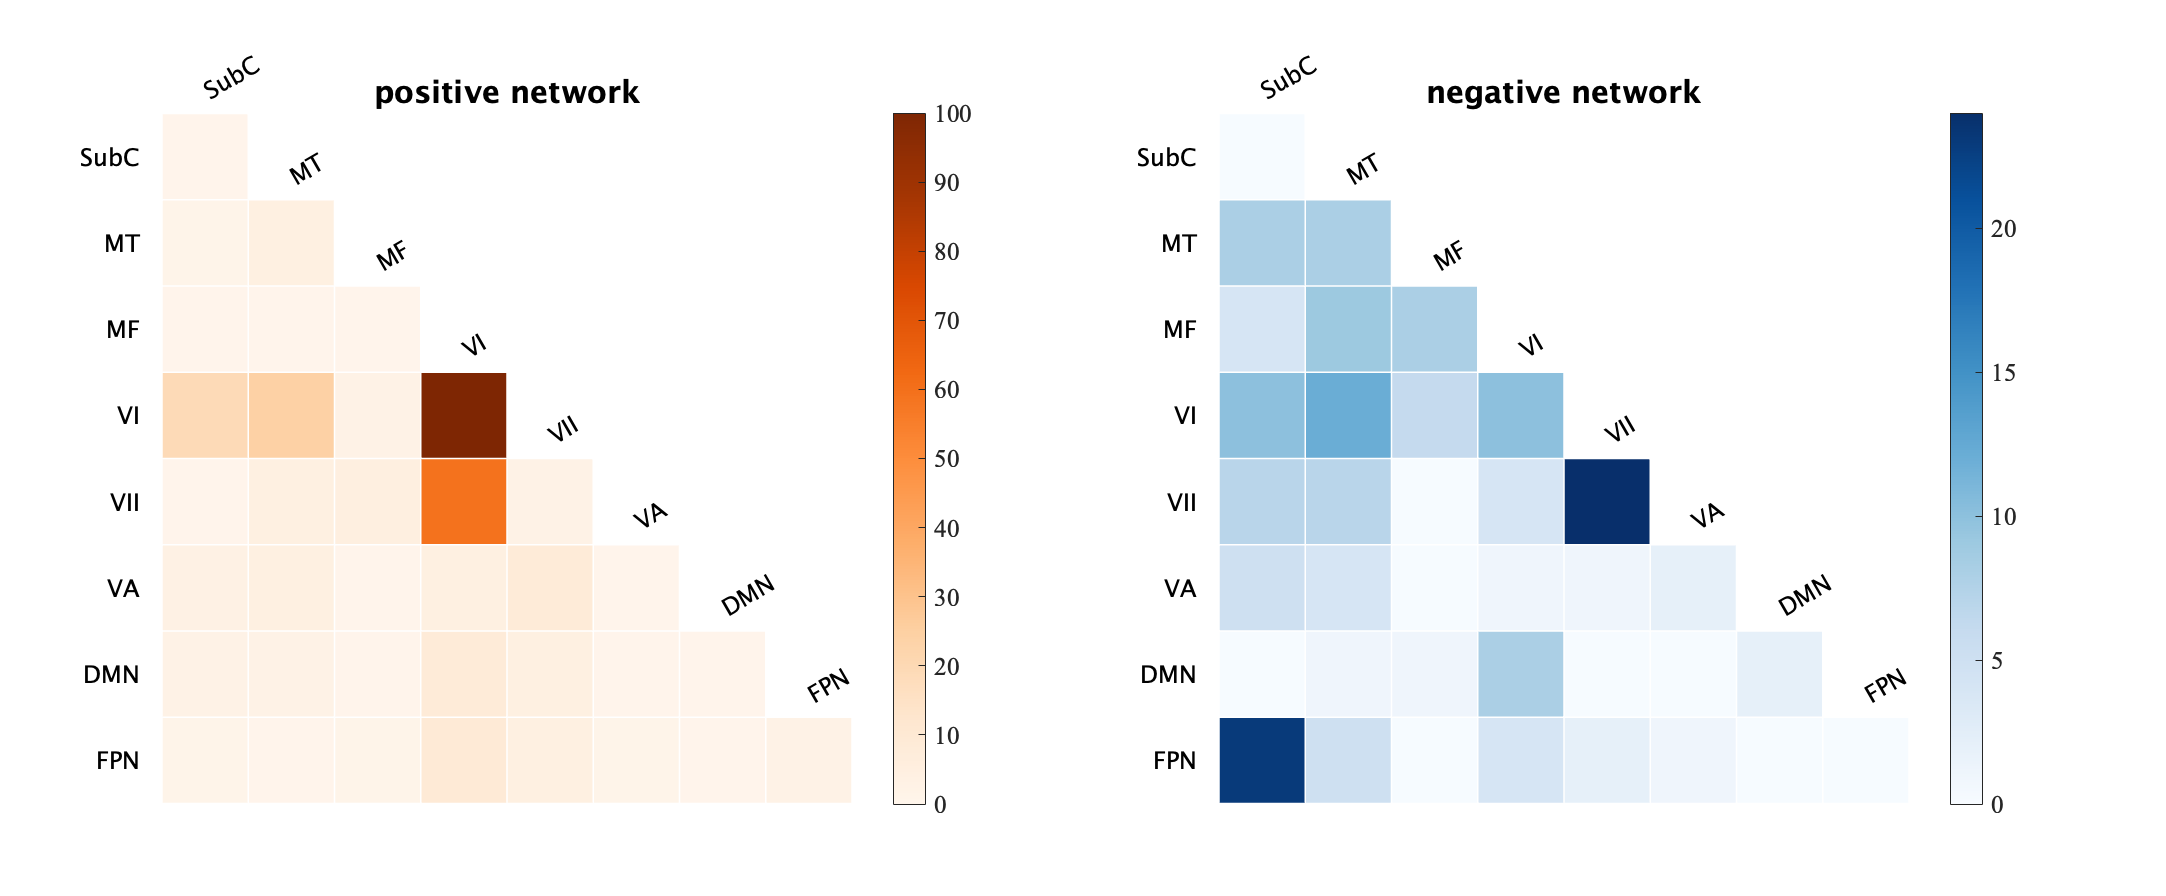 positive network
SubC
MT
MF
VI
VII
VA
DMN
FPN
SubC
MT
MF
VI
VII
VA
DMN
FPN
100
90
80
70
60
50
40
30
20
10
0
negative network
SubC
MT
MF
VI
VII
VA
DMN
FPN
SubC
MT
MF
VI
VII
VA
DMN
FPN
20
15
10
5
0